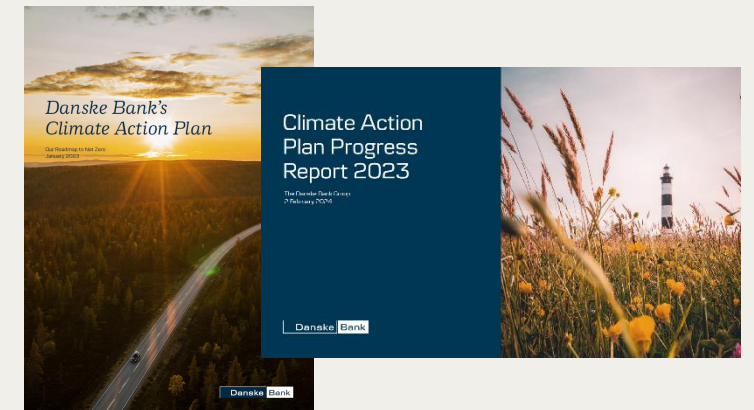 Danske Bank's
Climate Action Plan
Our Roadmap to Net Zero
January 2023
Danske Bank
Climate Action
Plan Progress
Report 2023
The Danske Bank Group
2 February 2024
Danske Bank